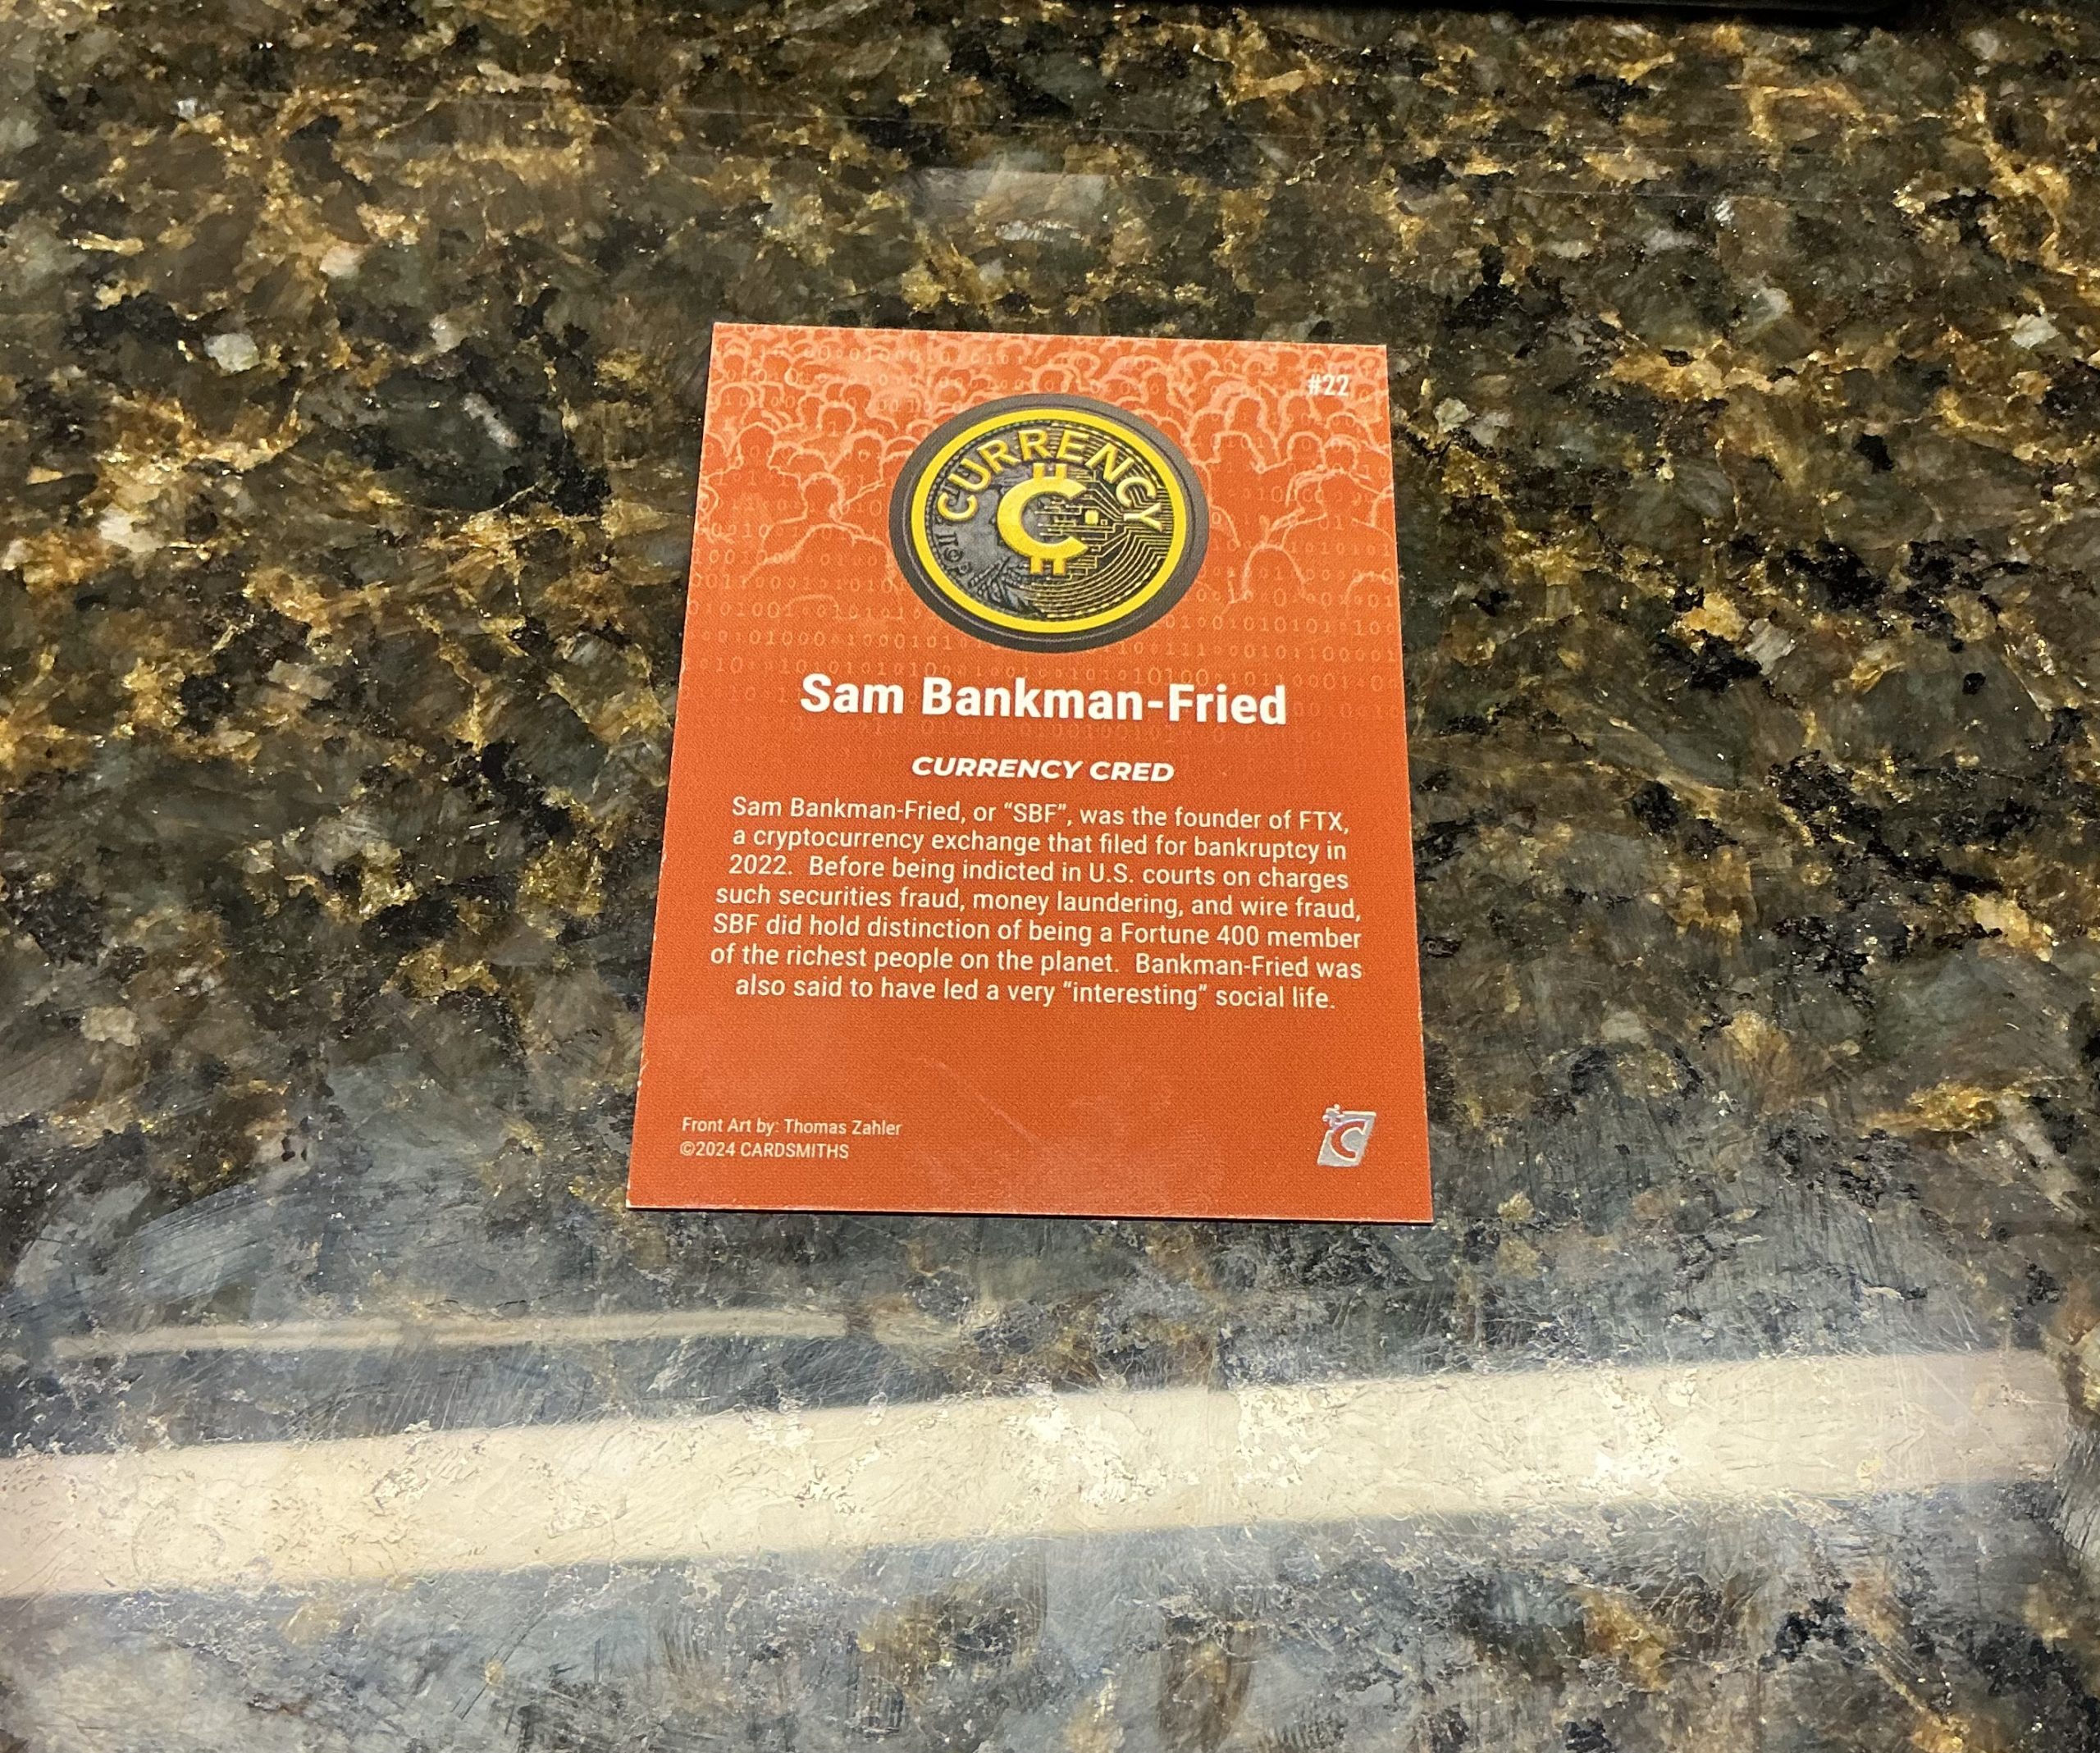 #22
CURRENCY
Sam Bankman-Fried
CURRENCY CRED
Sam Bankman-Fried, or “SBF”, was the founder of FTX,
a cryptocurrency exchange that filed for bankruptcy in
2022. Before being indicted in U.S. courts on charges
such securities fraud, money laundering, and wire fraud,
SBF did hold distinction of being a Fortune 400 member
of the richest people on the planet. Bankman-Fried was
also said to have led a very “interesting” social life.
Front Art by: Thomas Zahler
©2024 CARDSMITHS